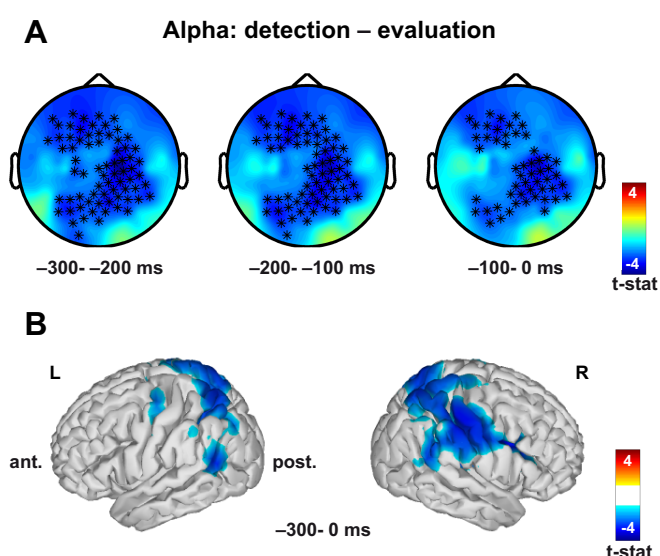 A
Alpha: detection – evaluation
–300- –200 ms
–200- –100 ms
–100- 0 ms
4
-4
t-stat
B
L
R
ant.
post.
–300- 0 ms
4
-4
t-stat